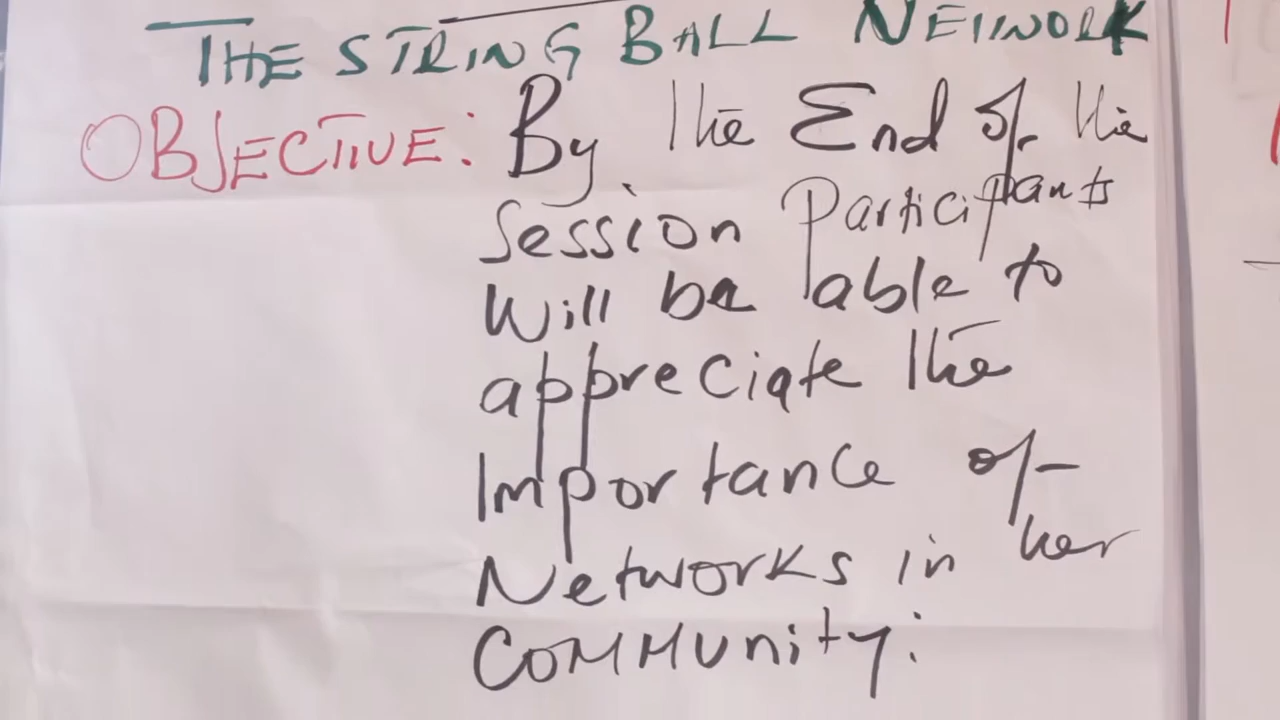 THE STRING BALL NETWORK
OBJECTIVE: By the End of the
Session Participants
Will be able to
appreciate the
Importance of
Networks in her
Community: